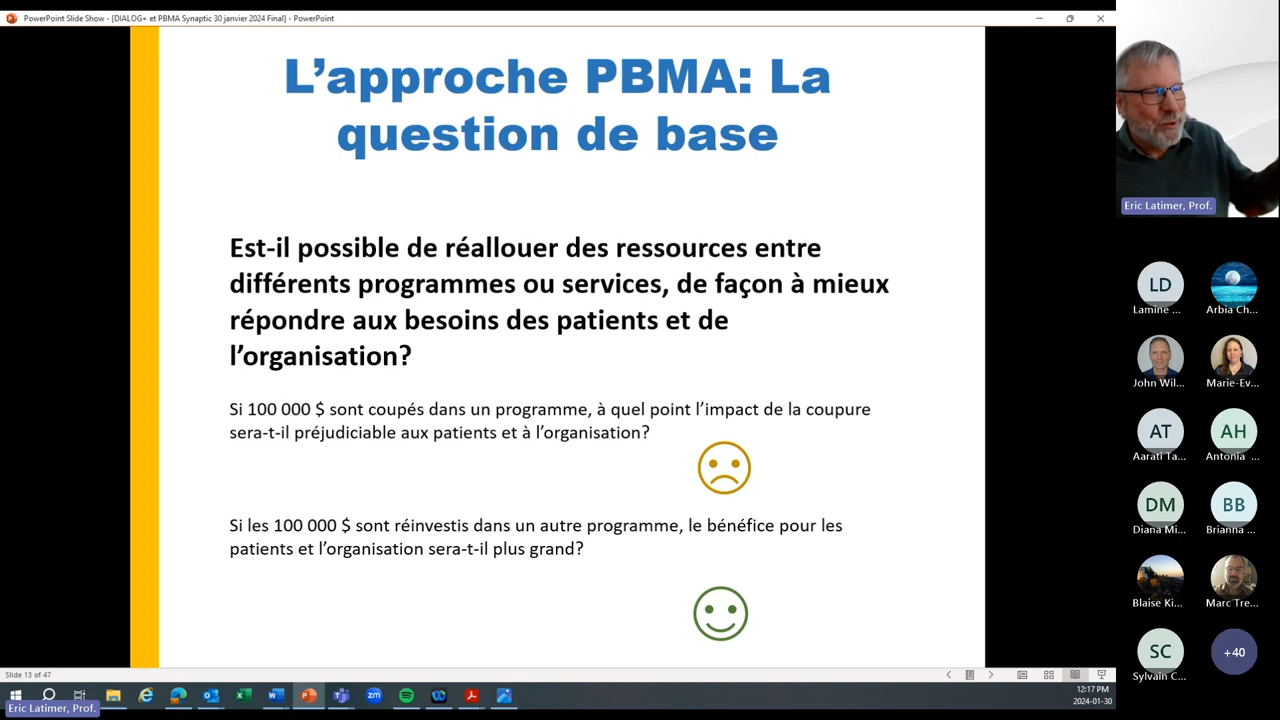 PowerPoint Slide Show - [DIALOG+ et PBMA Synaptic 30 janvier 2024 Final] - PowerPoint
L’approche PBMA: La
question de base
Est-il possible de réallouer des ressources entre
différents programmes ou services, de façon à mieux
répondre aux besoins des patients et de
l’organisation?
Si 100 000 $ sont coupés dans un programme, à quel point l’impact de la coupure
sera-t-il préjudiciable aux patients et à l’organisation?
Si les 100 000 $ sont réinvestis dans un autre programme, le bénéfice pour les
patients et l’organisation sera-t-il plus grand?
Eric Latimer, Prof.
LD
Lamine ...
Arbia Ch...
John Wil...
Marie-Ev...
AT
Aarati Ta...
AH
Antonia ...
DM
Diana Mi...
BB
Brianna ...
Blaise Ki...
Marc Tre...
SC
Sylvain C...
+40
Slide 13 of 47
12:17 PM
2024-01-30
Eric Latimer, Prof.